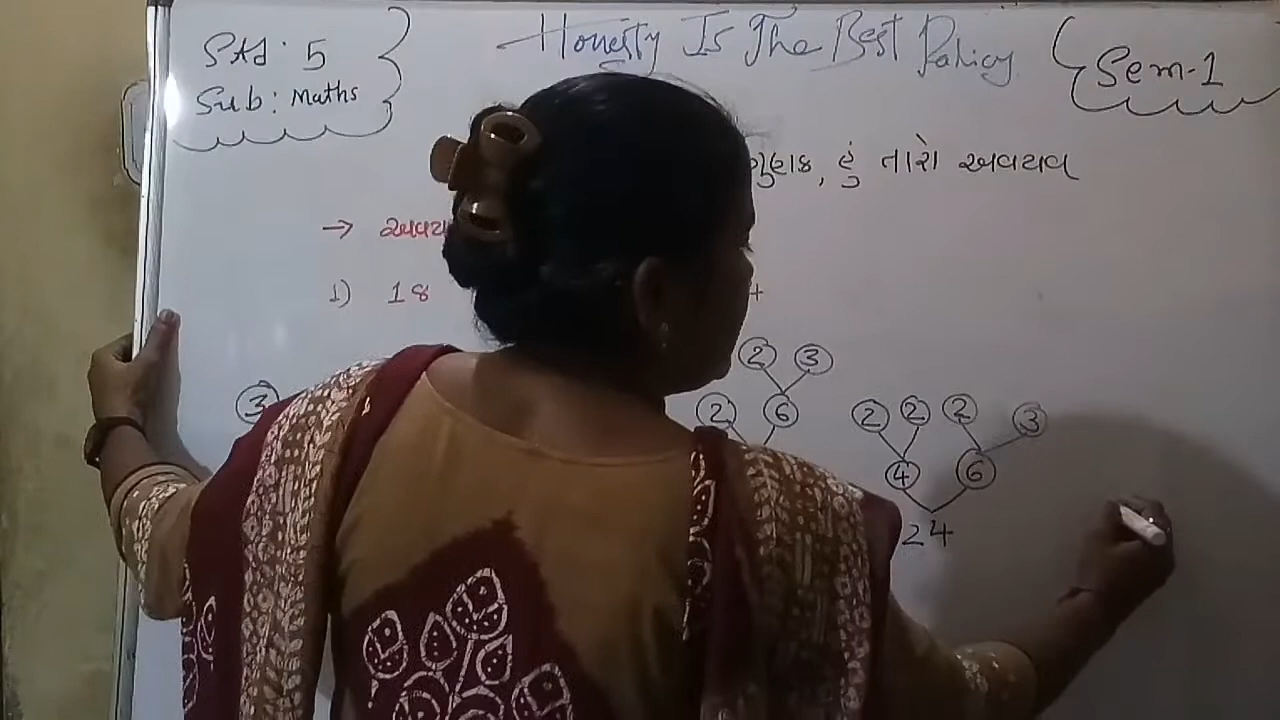 Std: 5
Sub: Maths
Honesty Is The Best Policy
Sem-1
ગુણક, હું તારો અવયવ
→
1) 18
2 3
3 2 6 2 2 2 3
4 6
24